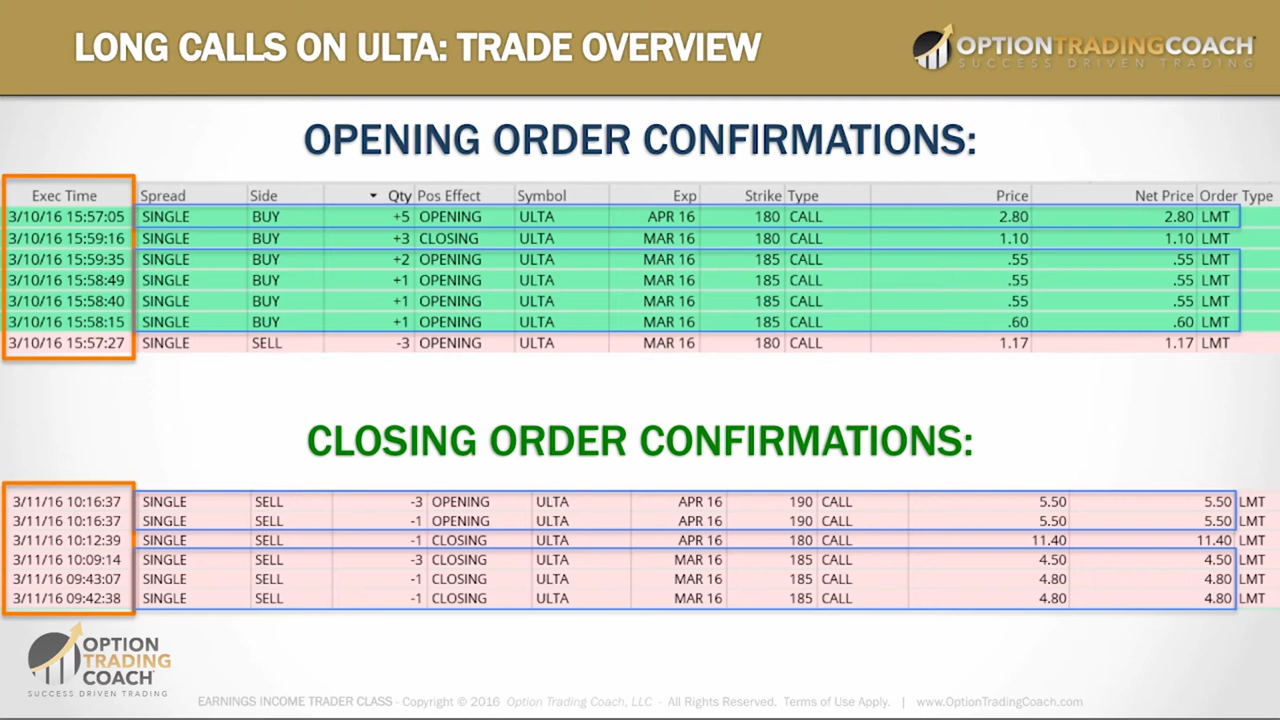 LONG CALLS ON ULTA: TRADE OVERVIEW
OPTIONTRADINGCOACH
SUCCESS DRIVEN TRADING
OPENING ORDER CONFIRMATIONS:
Exec Time Spread Side Qty Pos Effect Symbol Exp Strike Type Price Net Price Order Type
3/10/16 15:57:05 SINGLE BUY +5 OPENING ULTA APR 16 180 CALL 2.80 2.80 LMT
3/10/16 15:59:16 SINGLE BUY +3 CLOSING ULTA MAR 16 180 CALL 1.10 1.10 LMT
3/10/16 15:59:35 SINGLE BUY +2 OPENING ULTA MAR 16 185 CALL .55 .55 LMT
3/10/16 15:58:49 SINGLE BUY +1 OPENING ULTA MAR 16 185 CALL .55 .55 LMT
3/10/16 15:58:40 SINGLE BUY +1 OPENING ULTA MAR 16 185 CALL .55 .55 LMT
3/10/16 15:58:15 SINGLE BUY +1 OPENING ULTA MAR 16 185 CALL .60 .60 LMT
3/10/16 15:57:27 SINGLE SELL -3 OPENING ULTA MAR 16 180 CALL 1.17 1.17 LMT
CLOSING ORDER CONFIRMATIONS:
3/11/16 10:16:37 SINGLE SELL -3 OPENING ULTA APR 16 190 CALL 5.50 5.50 LMT
3/11/16 10:16:37 SINGLE SELL -1 OPENING ULTA APR 16 190 CALL 5.50 5.50 LMT
3/11/16 10:12:39 SINGLE SELL -1 CLOSING ULTA APR 16 180 CALL 11.40 11.40 LMT
3/11/16 10:09:14 SINGLE SELL -3 CLOSING ULTA MAR 16 185 CALL 4.50 4.50 LMT
3/11/16 09:43:07 SINGLE SELL -1 CLOSING ULTA MAR 16 185 CALL 4.80 4.80 LMT
3/11/16 09:42:38 SINGLE SELL -1 CLOSING ULTA MAR 16 185 CALL 4.80 4.80 LMT
OPTION
TRADING
COACH
SUCCESS DRIVEN TRADING
EARNINGS INCOME TRADER CLASS - Copyright © 2016 Option Trading Coach, LLC - All Rights Reserved. Terms of Use Apply. | www.OptionTradingCoach.com